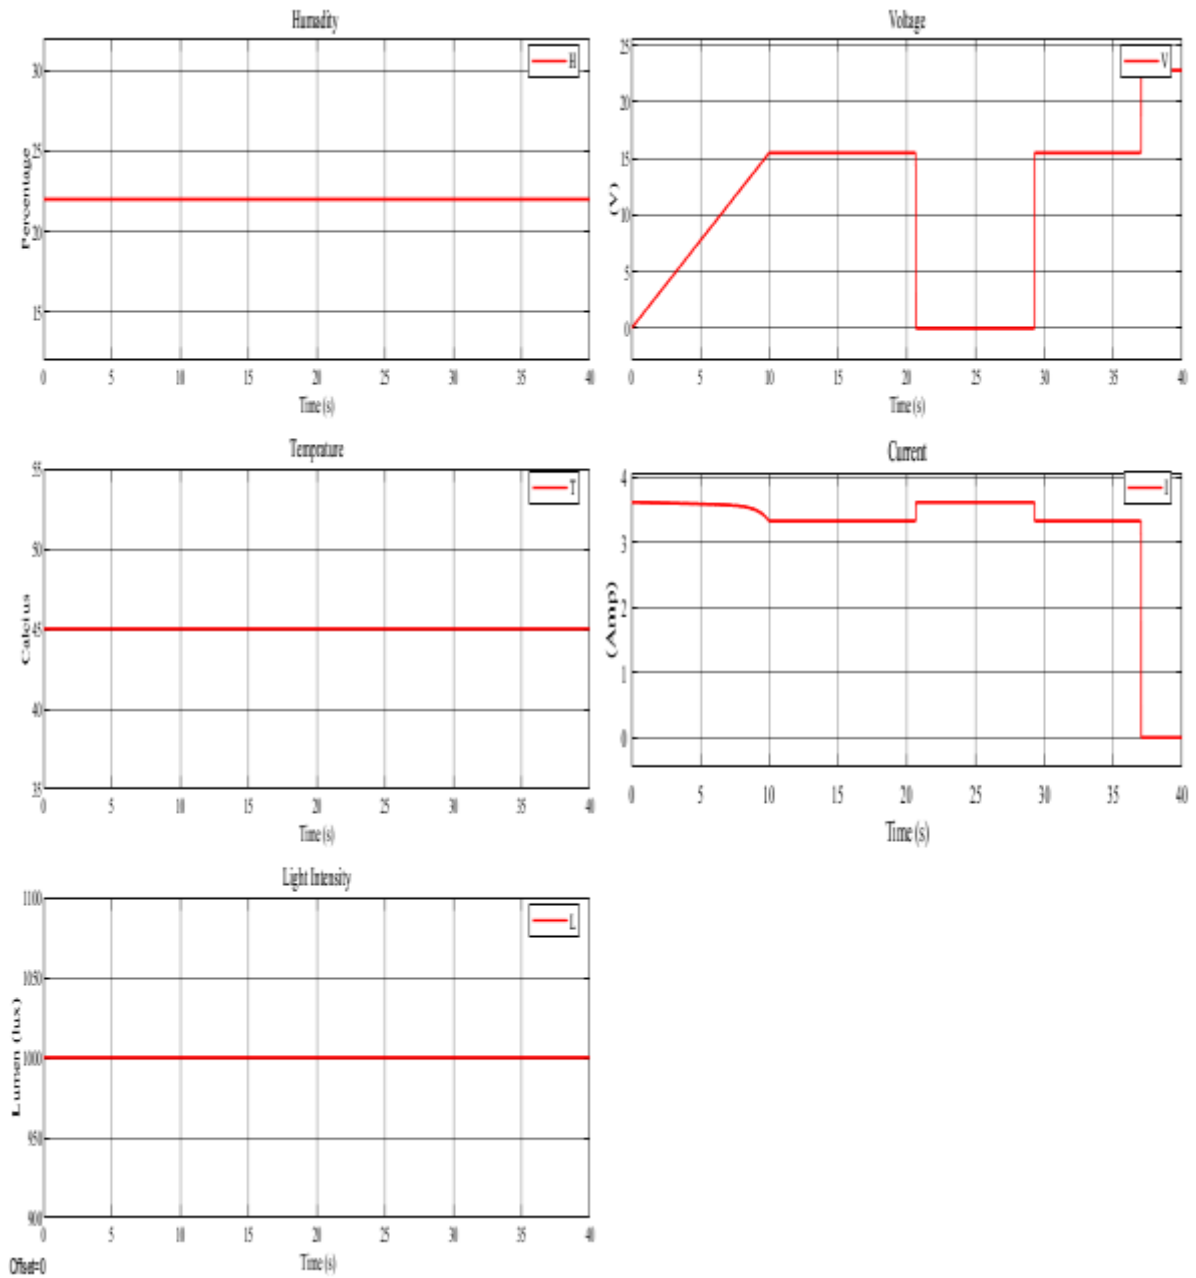 Humadity
H
Percentage
30
25
20
15
0 5 10 15 20 25 30 35 40
Time (s)
Voltage
V
(V)
25
20
15
10
5
0
0 5 10 15 20 25 30 35 40
Time (s)
Temprature
T
Calcius
55
50
45
40
35
0 5 10 15 20 25 30 35 40
Time (s)
Current
I
(Amp)
4
3
2
1
0
0 5 10 15 20 25 30 35 40
Time (s)
Light Intensity
L
Lumen (lux)
1100
1050
1000
950
900
0 5 10 15 20 25 30 35 40
Time (s)
Offset=0